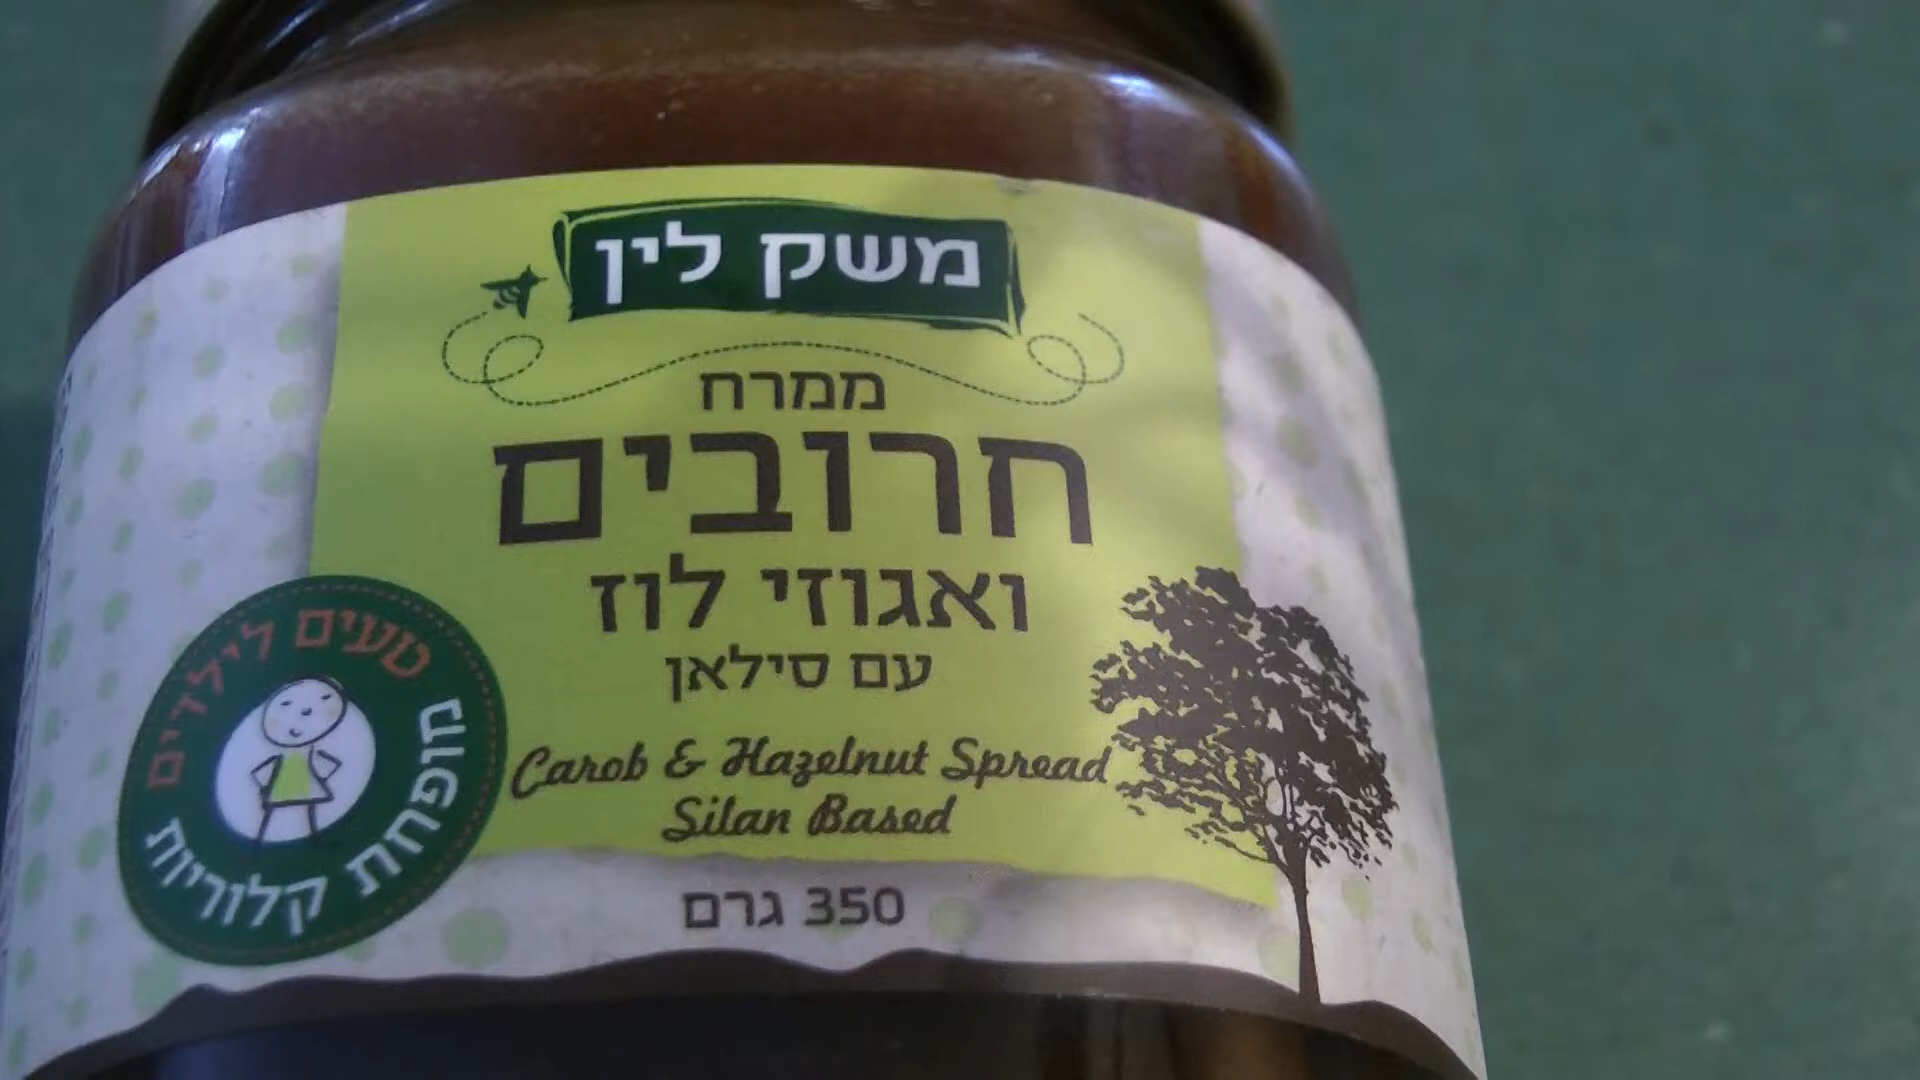 משק לין
ממרח
חרובים
ואגוזי לוז
עם סילאן
Carob & Hazelnut Spread
Silan Based
350 גרם
טעים לילדים
מופחת קלוריות